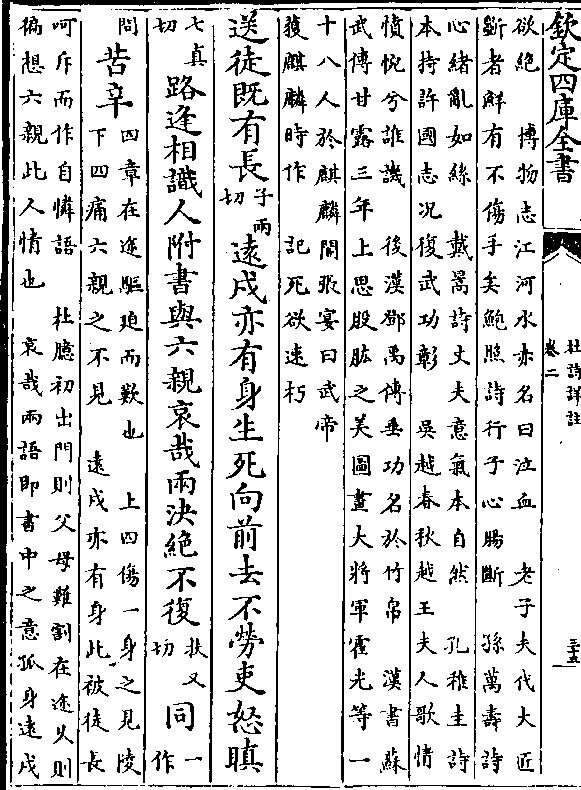 欽定四庫全書
杜詩詳註
卷二
三十五
欲絶　博物志江河水亦名曰泣血　老子夫代大匠
斲者鮮有不傷手矣鮑照詩行子心腸斷　孫萬壽詩
心緒亂如絲　戴暠詩丈夫意氣本自然　孔稚圭詩
本持許國志况復武功彰　吳越春秋越王夫人歌情
憤惋兮誰識　後漢鄧禹傳垂功名於竹帛　漢書蘇
武傳甘露三年上思股肱之美圖畫大將軍霍光等一
十八人於麒麟閣張晏曰武帝
獲麒麟時作　記死欲速朽
送徒既有長子兩切遠戍亦有身生死向前去不勞吏怒瞋
七真切路逢相識人附書與六親哀哉兩決絶不復扶又切同一作
問苦辛四章在途驅迫而歎也　上四傷一身之見陵
下四痛六親之不見　遠戍亦有身此被徒長
呵斥而作自憐語　杜臆初出門則父母難割在途乆則
徧想六親此人情也　哀哉兩語即書中之意孤身遠戍